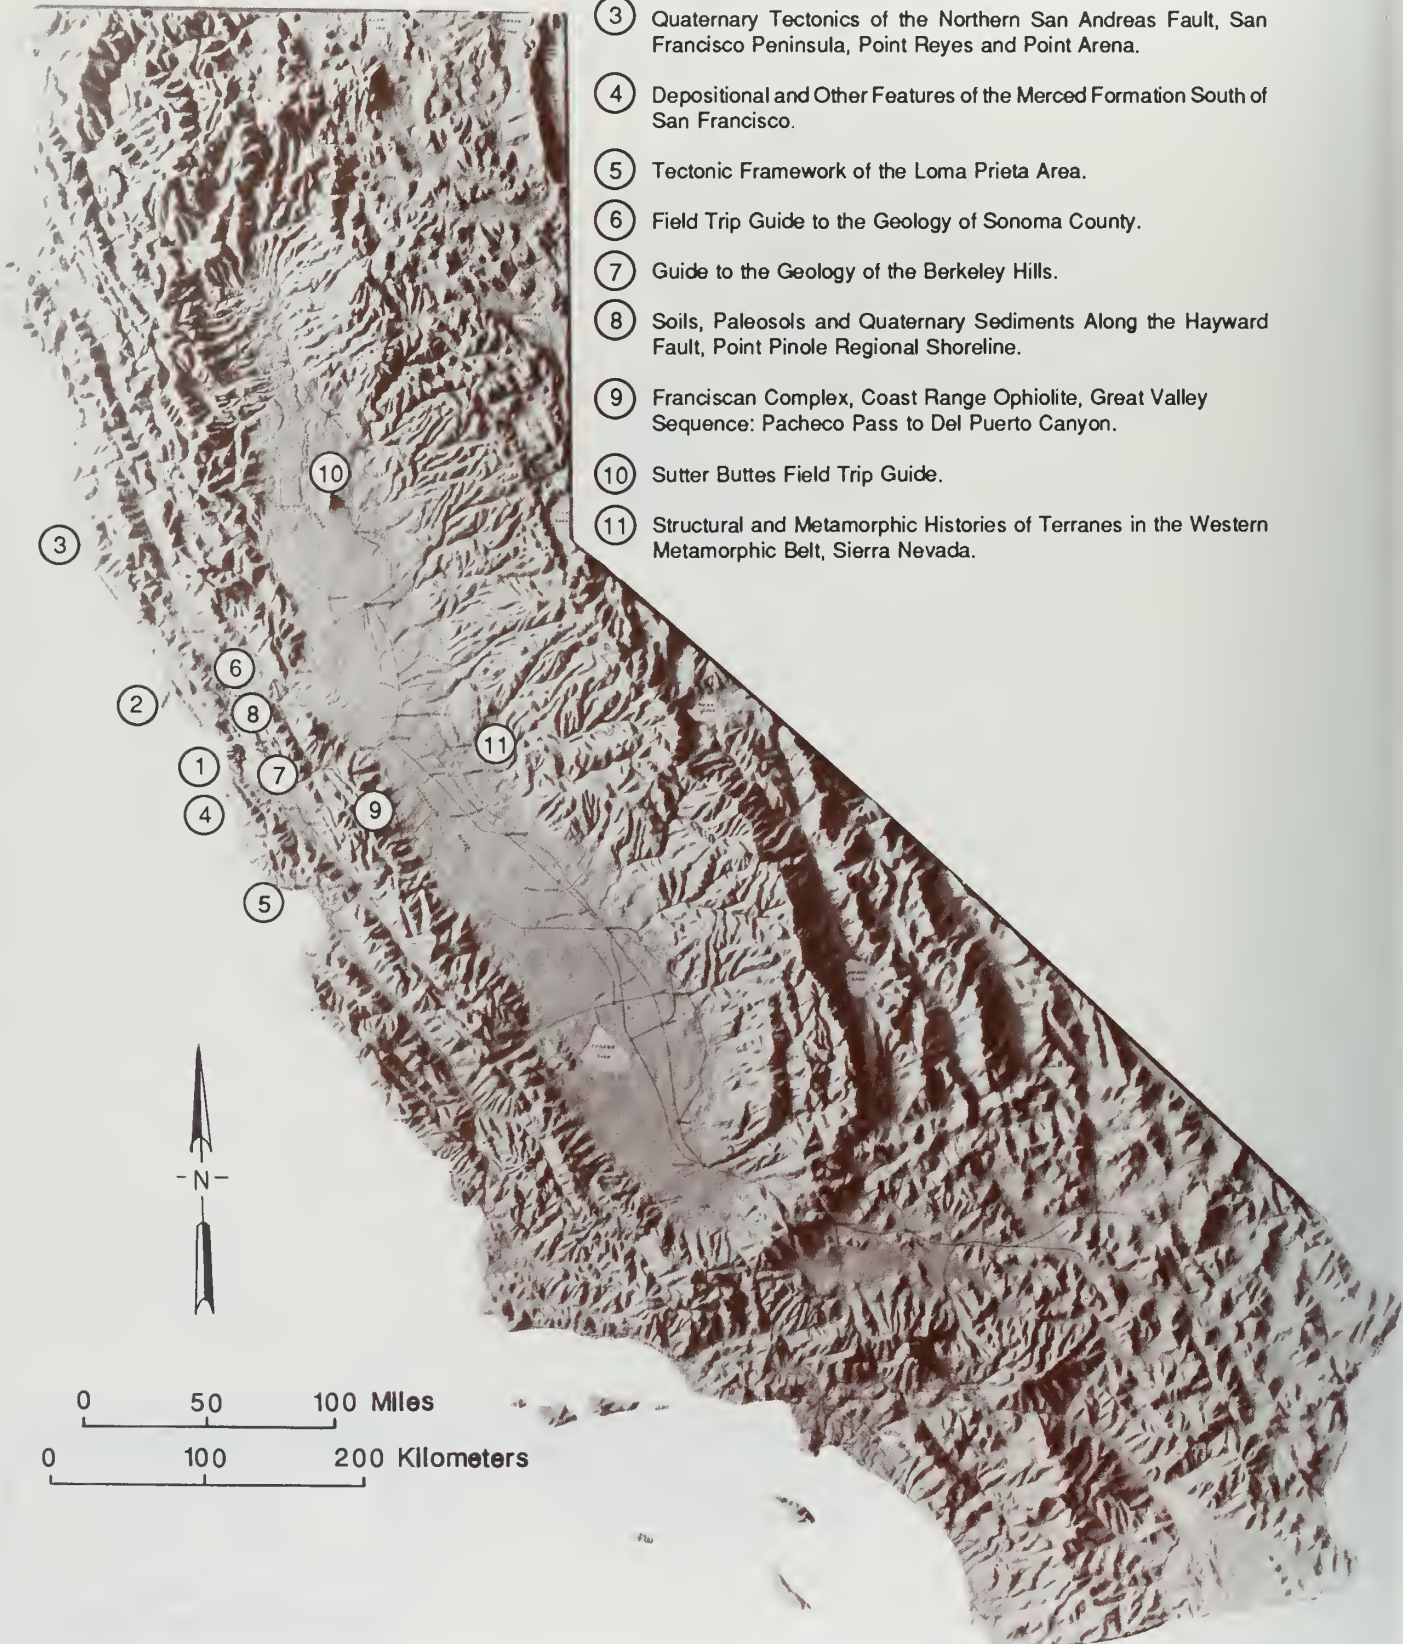 3 Quaternary Tectonics of the Northern San Andreas Fault, San
Francisco Peninsula, Point Reyes and Point Arena.
4 Depositional and Other Features of the Merced Formation South of
San Francisco.
5 Tectonic Framework of the Loma Prieta Area.
6 Field Trip Guide to the Geology of Sonoma County.
7 Guide to the Geology of the Berkeley Hills.
8 Soils, Paleosols and Quaternary Sediments Along the Hayward
Fault, Point Pinole Regional Shoreline.
9 Franciscan Complex, Coast Range Ophiolite, Great Valley
Sequence: Pacheco Pass to Del Puerto Canyon.
10 Sutter Buttes Field Trip Guide.
11 Structural and Metamorphic Histories of Terranes in the Western
Metamorphic Belt, Sierra Nevada.
10
3
6
2
8
11
1
7
4
9
5
-N-
0 50 100 Miles
0 100 200 Kilometers